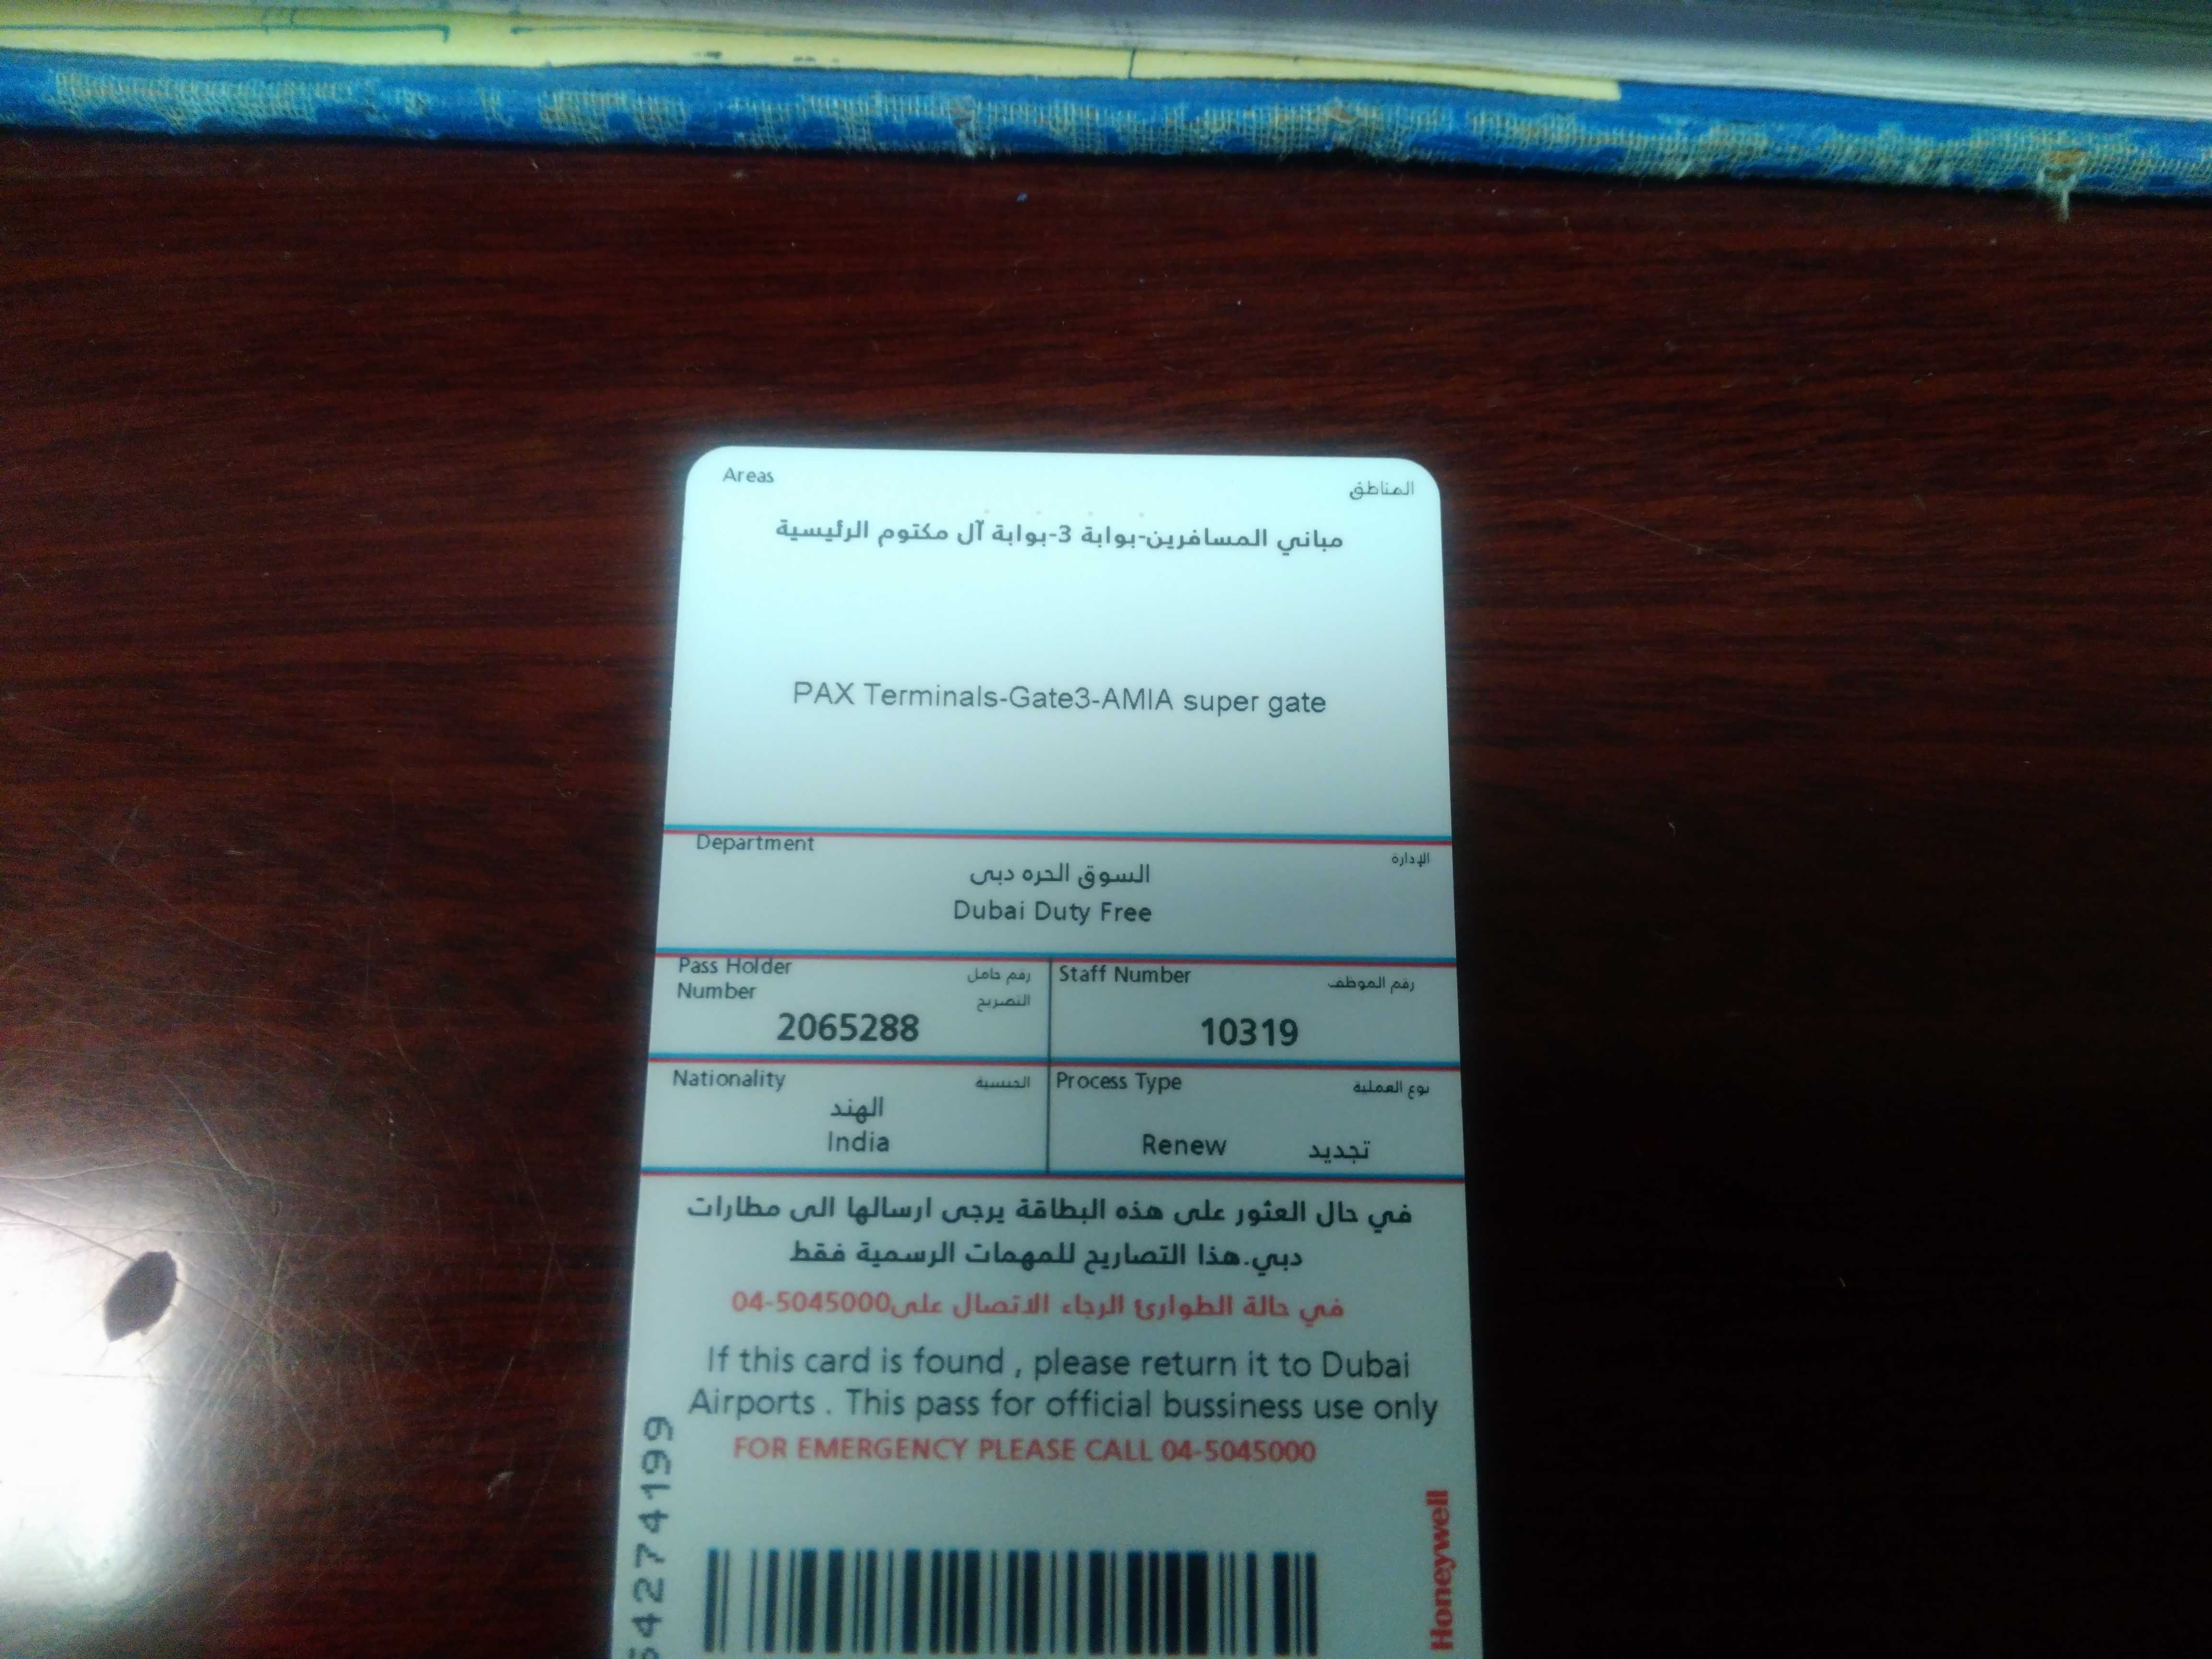 Areas المناطق
مباني المسافرين-بوابة 3-بوابة آل مكتوم الرئيسية
PAX Terminals-Gate3-AMIA super gate
Department الإدارة
السوق الحره دبى
Dubai Duty Free
Pass Holder Number رقم حامل التصريح
2065288
Staff Number رقم الموظف
10319
Nationality الجنسية
الهند
India
Process Type نوع العملية
Renew تجديد
في حال العثور على هذه البطاقة يرجى ارسالها الى مطارات
دبي.هذا التصاريح للمهمات الرسمية فقط
في حالة الطوارئ الرجاء الاتصال على04-5045000
If this card is found , please return it to Dubai
Airports . This pass for official bussiness use only
FOR EMERGENCY PLEASE CALL 04-5045000
4274199
Honeywell